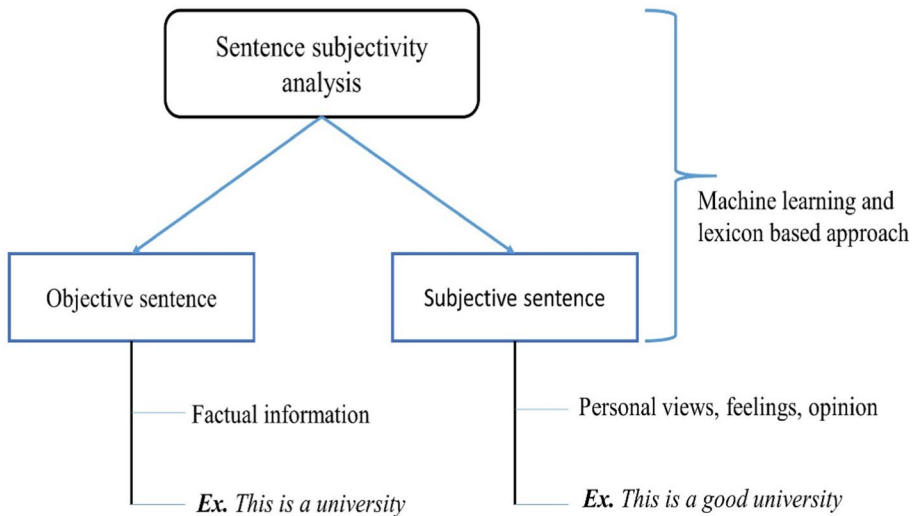 Sentence subjectivity
analysis
Machine learning and
lexicon based approach
Objective sentence
Subjective sentence
Factual information
Personal views, feelings, opinion
Ex. This is a university
Ex. This is a good university